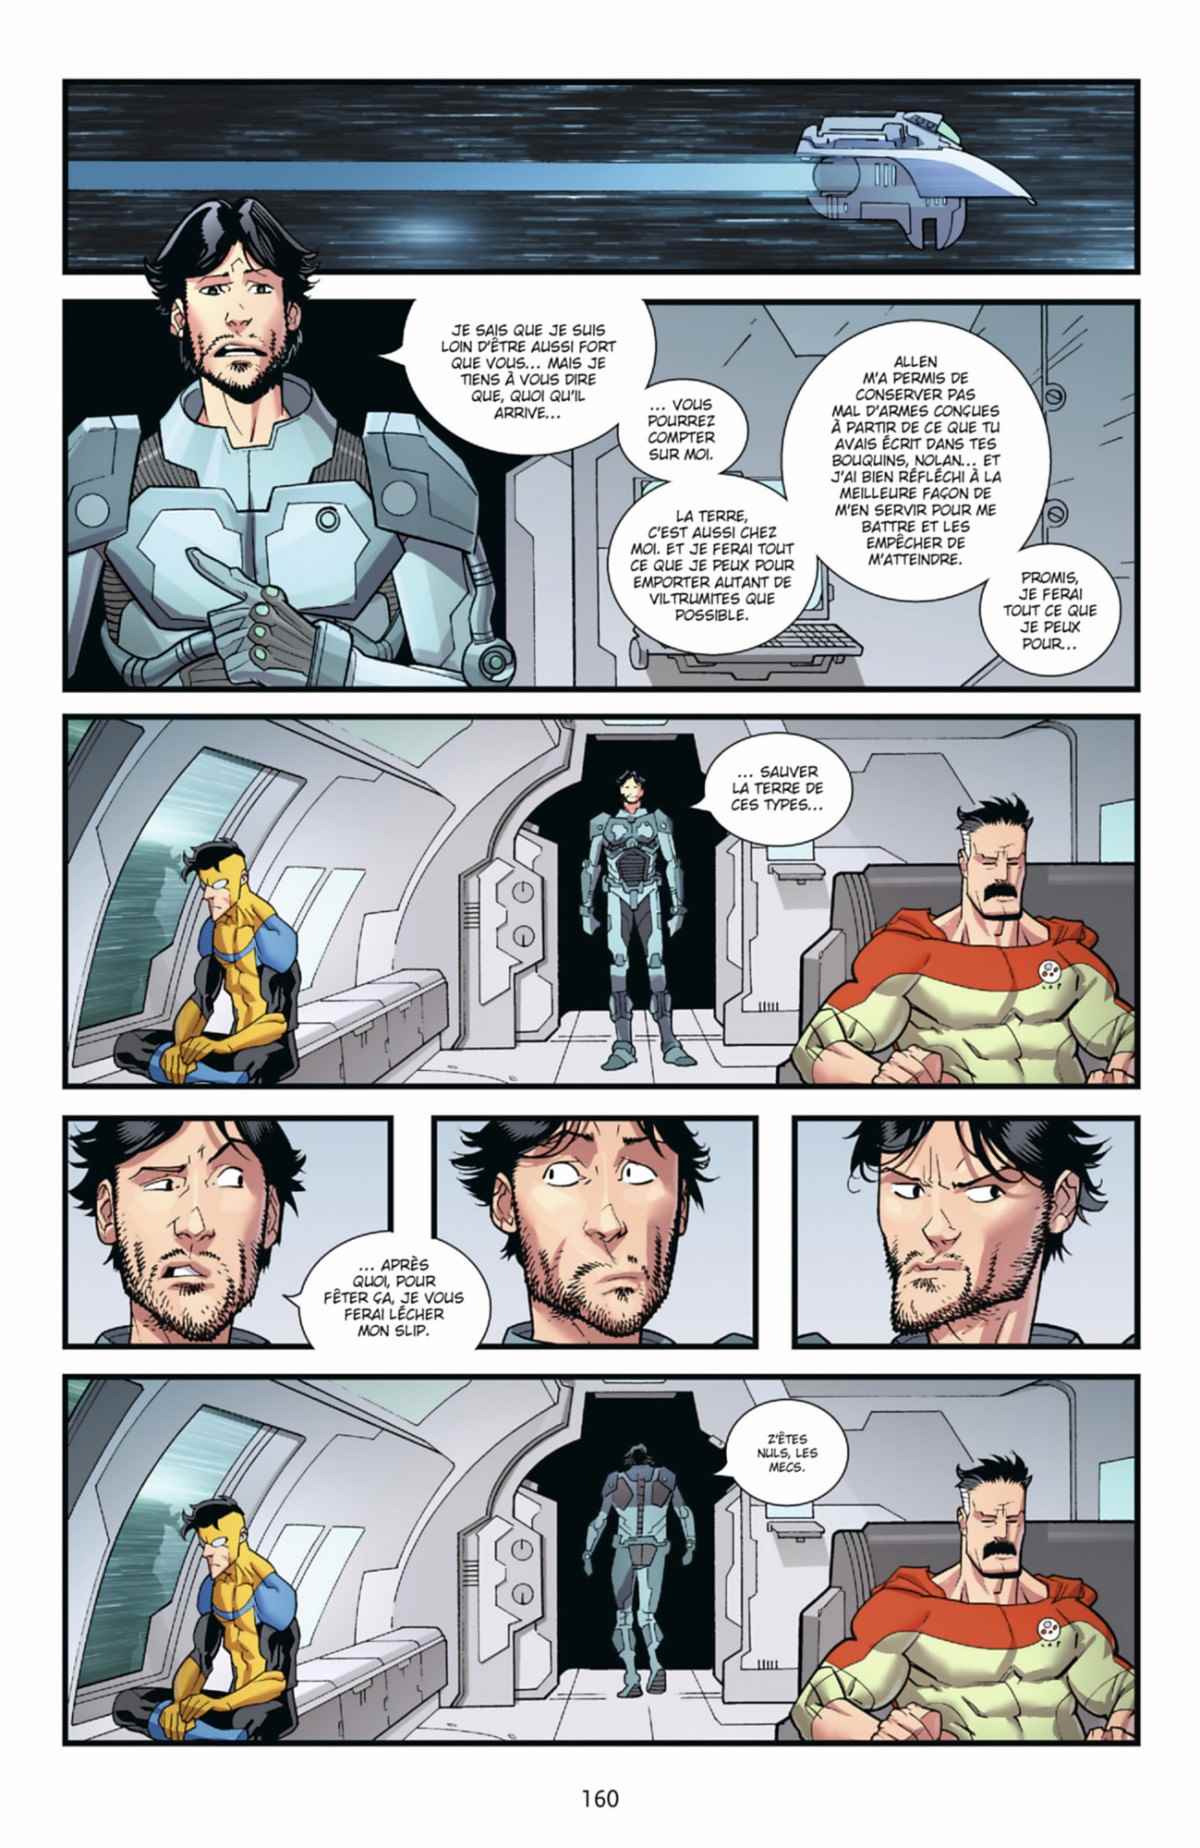 JE SAIS QUE JE SUIS
LOIN D'ÊTRE AUSSI FORT
QUE VOUS... MAIS JE
TIENS À VOUS DIRE
QUE, QUOI QU'IL
ARRIVE...
... VOUS
POURREZ
COMPTER
SUR MOI.
LA TERRE,
C'EST AUSSI CHEZ
MOI. ET JE FERAI TOUT
CE QUE JE PEUX POUR
EMPORTER AUTANT DE
VILTRUMITES QUE
POSSIBLE.
ALLEN
M'A PERMIS DE
CONSERVER PAS
MAL D'ARMES CONÇUES
À PARTIR DE CE QUE TU
AVAIS ÉCRIT DANS TES
BOUQUINS, NOLAN... ET
J'AI BIEN RÉFLÉCHI À LA
MEILLEURE FAÇON DE
M'EN SERVIR POUR ME
BATTRE ET LES
EMPÊCHER DE
M'ATTEINDRE.
PROMIS,
JE FERAI
TOUT CE QUE
JE PEUX
POUR...
... SAUVER
LA TERRE DE
CES TYPES...
... APRÈS
QUOI, POUR
FÊTER ÇA, JE VOUS
FERAI LÉCHER
MON SLIP.
Z'ÊTES
NULS, LES
MECS.
160